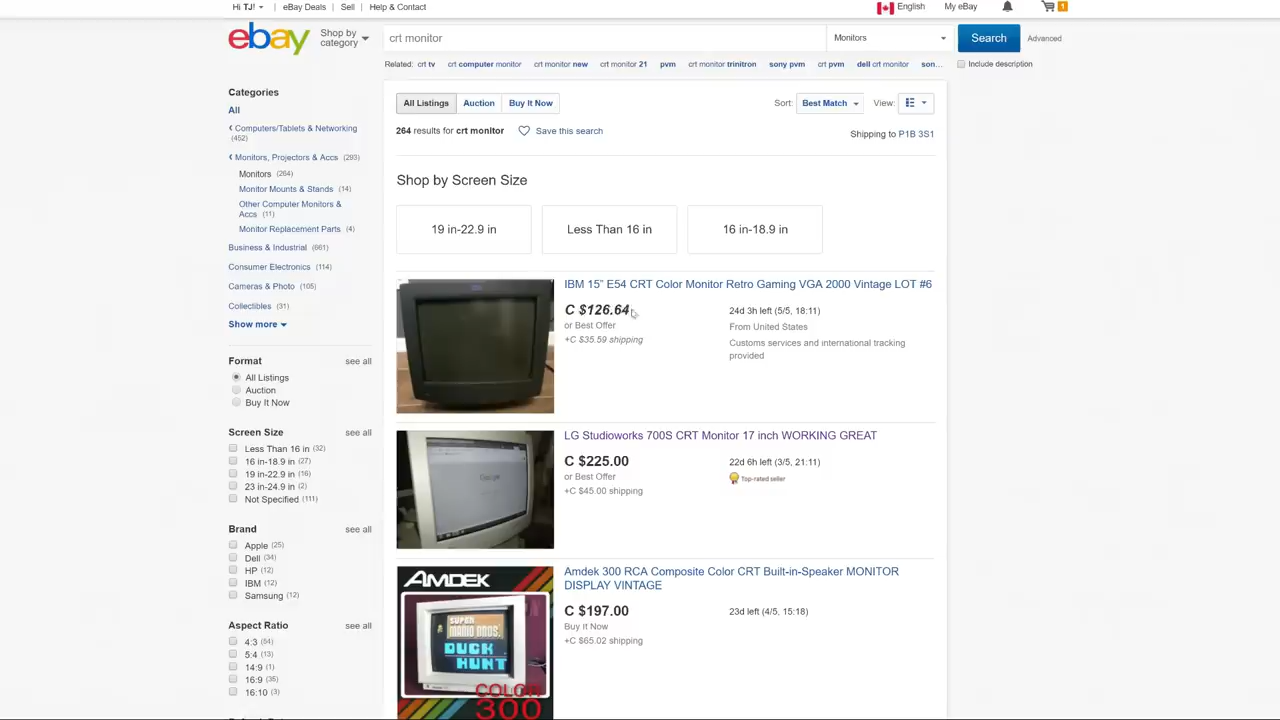 Hi TJ!
eBay Deals
Sell
Help & Contact
English
My eBay
1
ebay
Shop by
category
crt monitor
Monitors
Search
Advanced
Related:
crt tv
crt computer monitor
crt monitor new
crt monitor 21
pvm
crt monitor trinitron
sony pvm
crt pvm
dell crt monitor
son...
Include description
Categories
All
Computers/Tablets & Networking
(452)
Monitors, Projectors & Accs (293)
Monitors (264)
Monitor Mounts & Stands (14)
Other Computer Monitors &
Accs (11)
Monitor Replacement Parts (4)
Business & Industrial (661)
Consumer Electronics (114)
Cameras & Photo (105)
Collectibles (31)
Show more
Format
see all
All Listings
Auction
Buy It Now
Screen Size
see all
Less Than 16 in (32)
16 in-18.9 in (27)
19 in-22.9 in (16)
23 in-24.9 in (2)
Not Specified (111)
Brand
see all
Apple (25)
Dell (34)
HP (12)
IBM (12)
Samsung (12)
Aspect Ratio
see all
4:3 (54)
5:4 (13)
14:9 (1)
16:9 (35)
16:10 (3)
All Listings
Auction
Buy It Now
Sort:
Best Match
View:
264 results for crt monitor
Save this search
Shipping to P1B 3S1
Shop by Screen Size
19 in-22.9 in
Less Than 16 in
16 in-18.9 in
IBM 15" E54 CRT Color Monitor Retro Gaming VGA 2000 Vintage LOT #6
C $126.64
or Best Offer
+C $35.59 shipping
24d 3h left (5/5, 18:11)
From United States
Customs services and international tracking
provided
LG Studioworks 700S CRT Monitor 17 inch WORKING GREAT
C $225.00
or Best Offer
+C $45.00 shipping
22d 6h left (3/5, 21:11)
Top-rated seller
Amdek 300 RCA Composite Color CRT Built-in-Speaker MONITOR
DISPLAY VINTAGE
C $197.00
Buy It Now
+C $65.02 shipping
23d left (4/5, 15:18)
AMDEK
SUPER
MARIO BROS.
DUCK
HUNT
COLOR
300